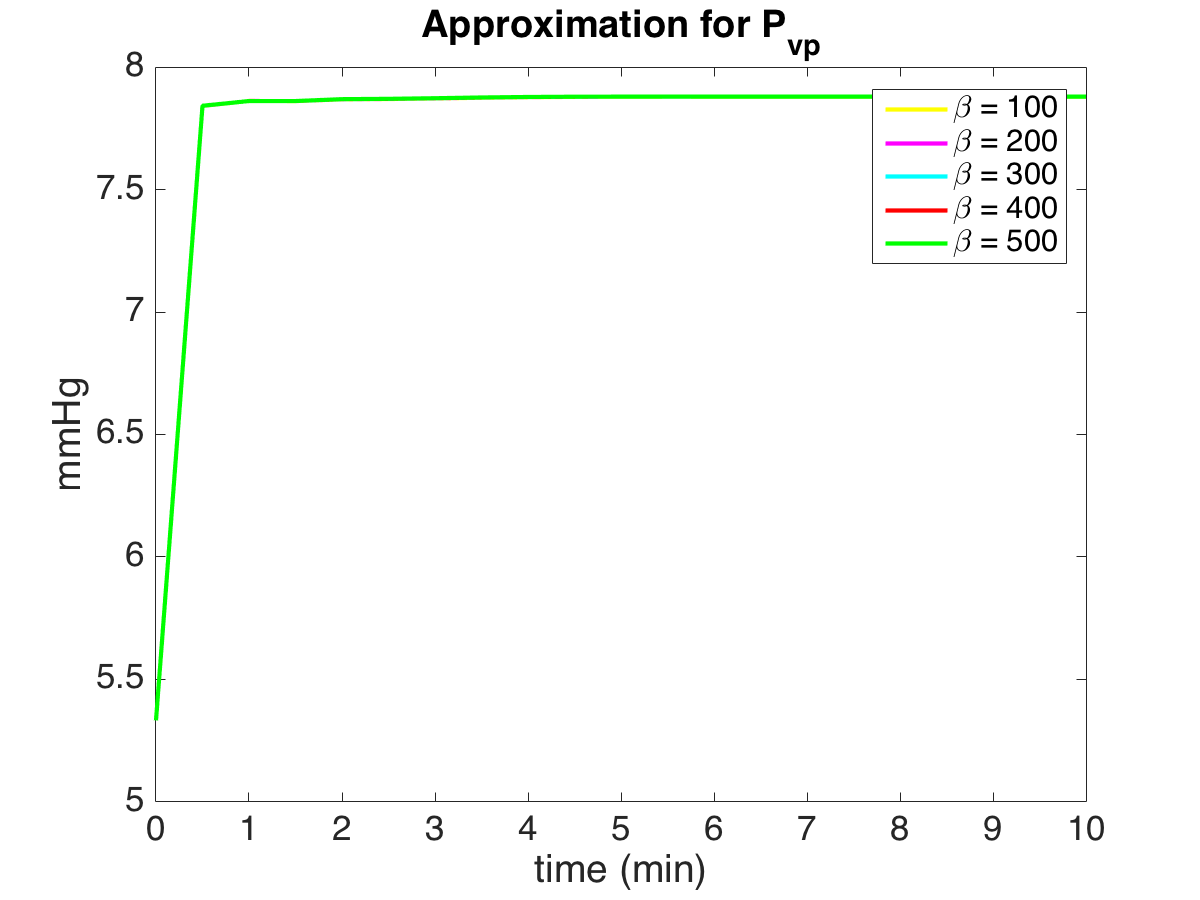 Approximation for P_vp
8
7.5
7
6.5
6
5.5
5
mmHg
β = 100
β = 200
β = 300
β = 400
β = 500
0 1 2 3 4 5 6 7 8 9 10
time (min)